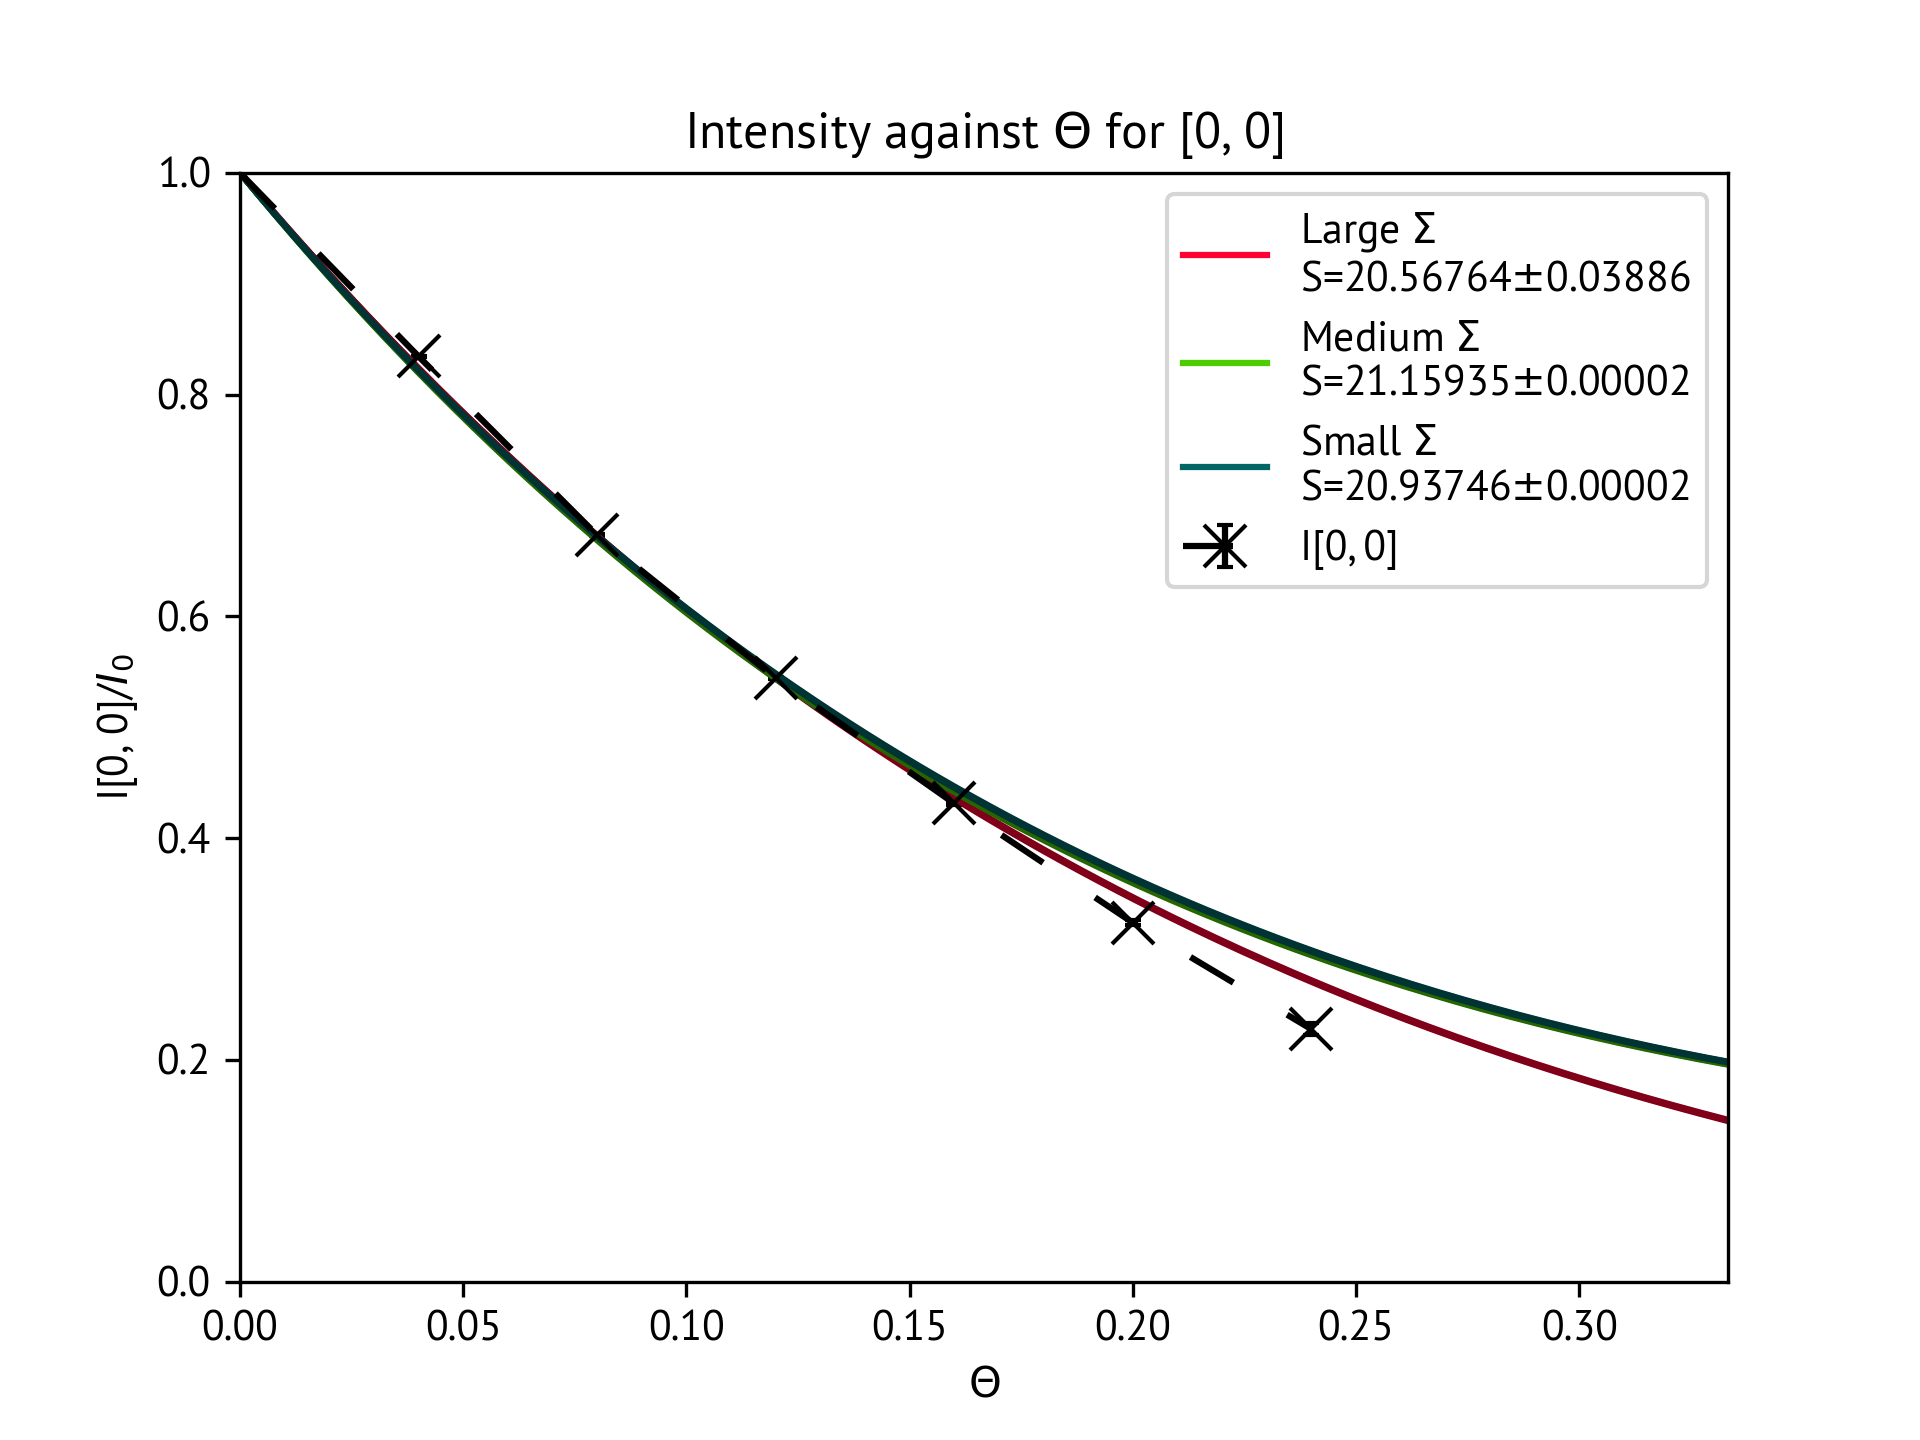 Intensity against Θ for [0, 0]
1.0
0.8
0.6
0.4
0.2
0.0
I[0, 0]/I₀
0.00 0.05 0.10 0.15 0.20 0.25 0.30
Θ
Large Σ
S=20.56764±0.03886
Medium Σ
S=21.15935±0.00002
Small Σ
S=20.93746±0.00002
I[0, 0]